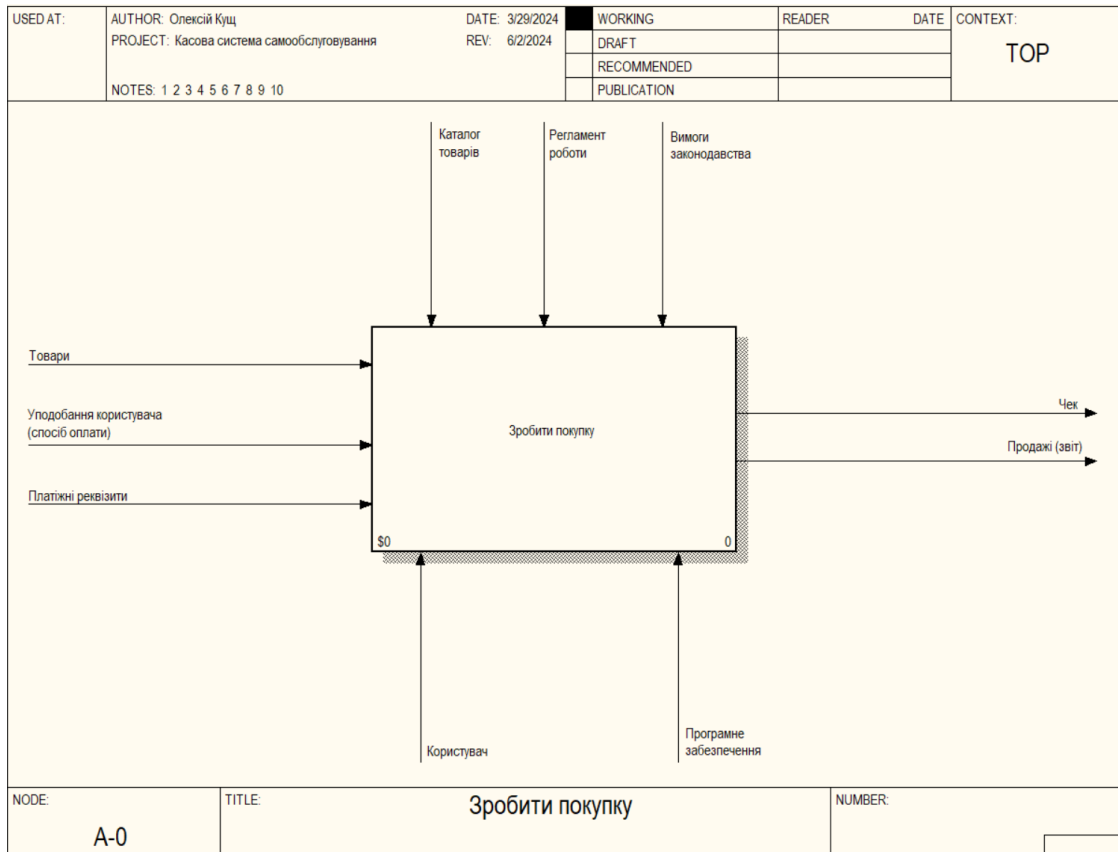 USED AT:
AUTHOR: Олексій Кущ
DATE: 3/29/2024
WORKING
READER
DATE
CONTEXT:
PROJECT: Касова система самообслуговування
REV: 6/2/2024
DRAFT
TOP
RECOMMENDED
NOTES: 1 2 3 4 5 6 7 8 9 10
PUBLICATION
Каталог
товарів
Регламент
роботи
Вимоги
законодавства
Товари
Уподобання користувача
(спосіб оплати)
Платіжні реквізити
Зробити покупку
$0
0
Чек
Продажі (звіт)
Користувач
Програмне
забезпечення
NODE:
A-0
TITLE:
Зробити покупку
NUMBER: